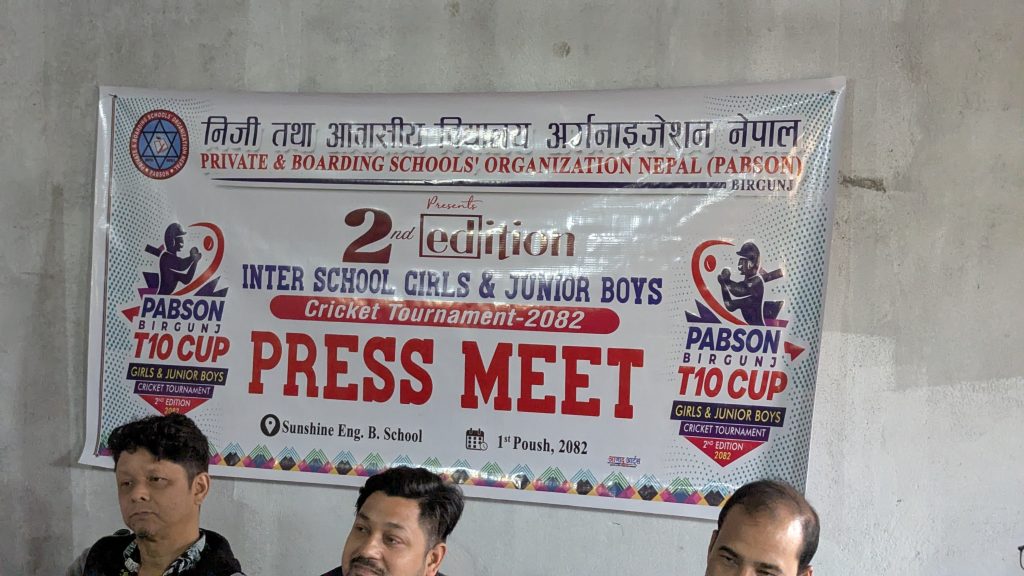 निजी तथा आवासीय विद्यालय अर्गनाइजेशन नेपाल
PRIVATE & BOARDING SCHOOLS' ORGANIZATION NEPAL (PABSON)
BIRGUNJ
Presents
2nd edition
INTER SCHOOL GIRLS & JUNIOR BOYS
Cricket Tournament-2082
PRESS MEET
Sunshine Eng. B. School
1st Poush, 2082
PABSON
BIRGUNJ
T10 CUP
GIRLS & JUNIOR BOYS
CRICKET TOURNAMENT
2ND EDITION
2082
PABSON
BIRGUNJ
T10 CUP
GIRLS & JUNIOR BOYS
CRICKET TOURNAMENT
2ND EDITION
2082